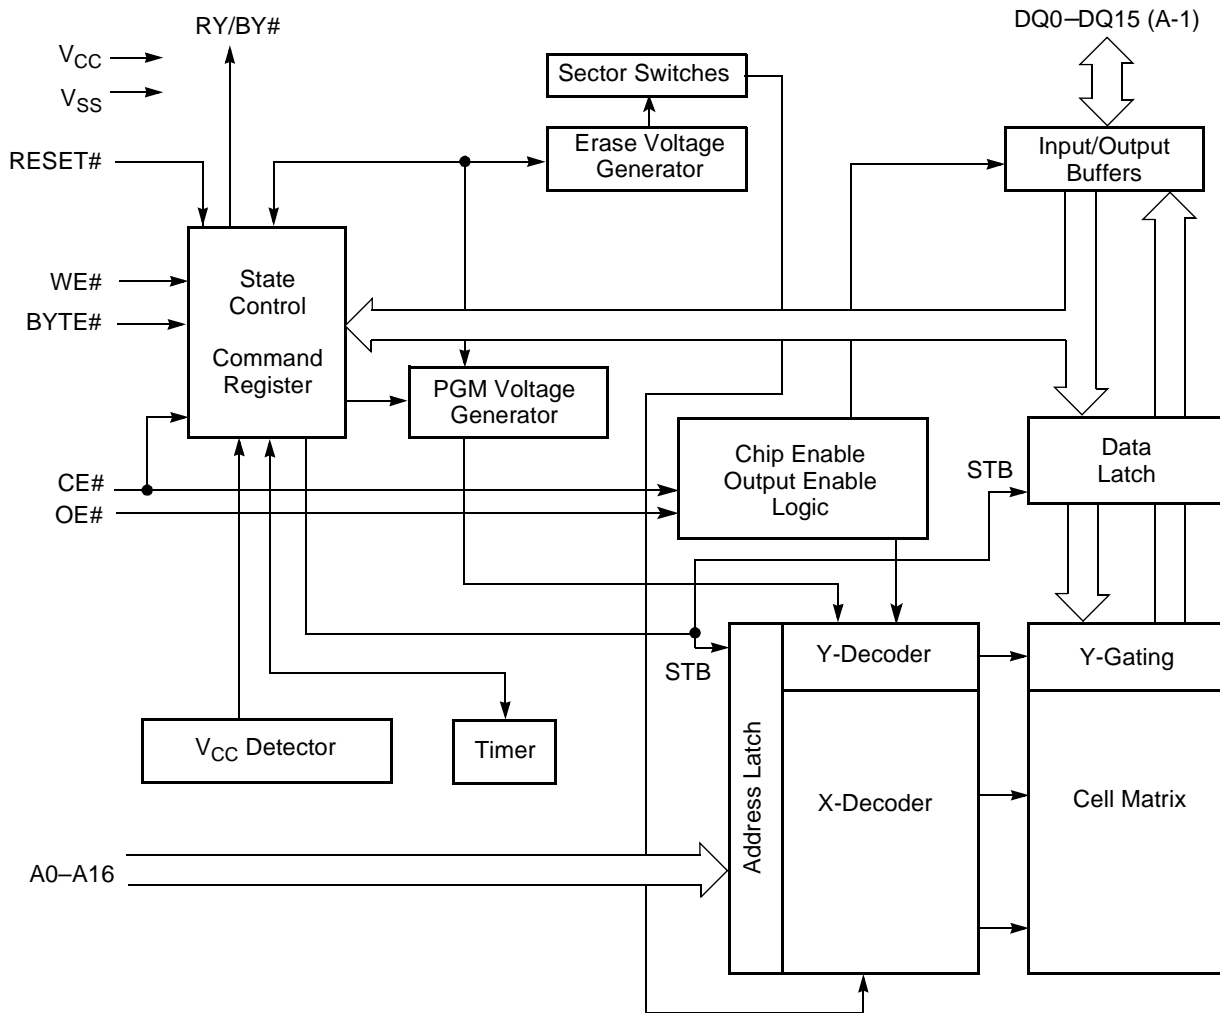 RY/BY#
DQ0–DQ15 (A-1)
VCC
VSS
Sector Switches
RESET#
Erase Voltage
Generator
Input/Output
Buffers
WE#
BYTE#
State
Control
Command
Register
PGM Voltage
Generator
CE#
OE#
Chip Enable
Output Enable
Logic
STB
Data
Latch
STB
Y-Decoder
Y-Gating
VCC Detector
Timer
Address Latch
X-Decoder
Cell Matrix
A0–A16